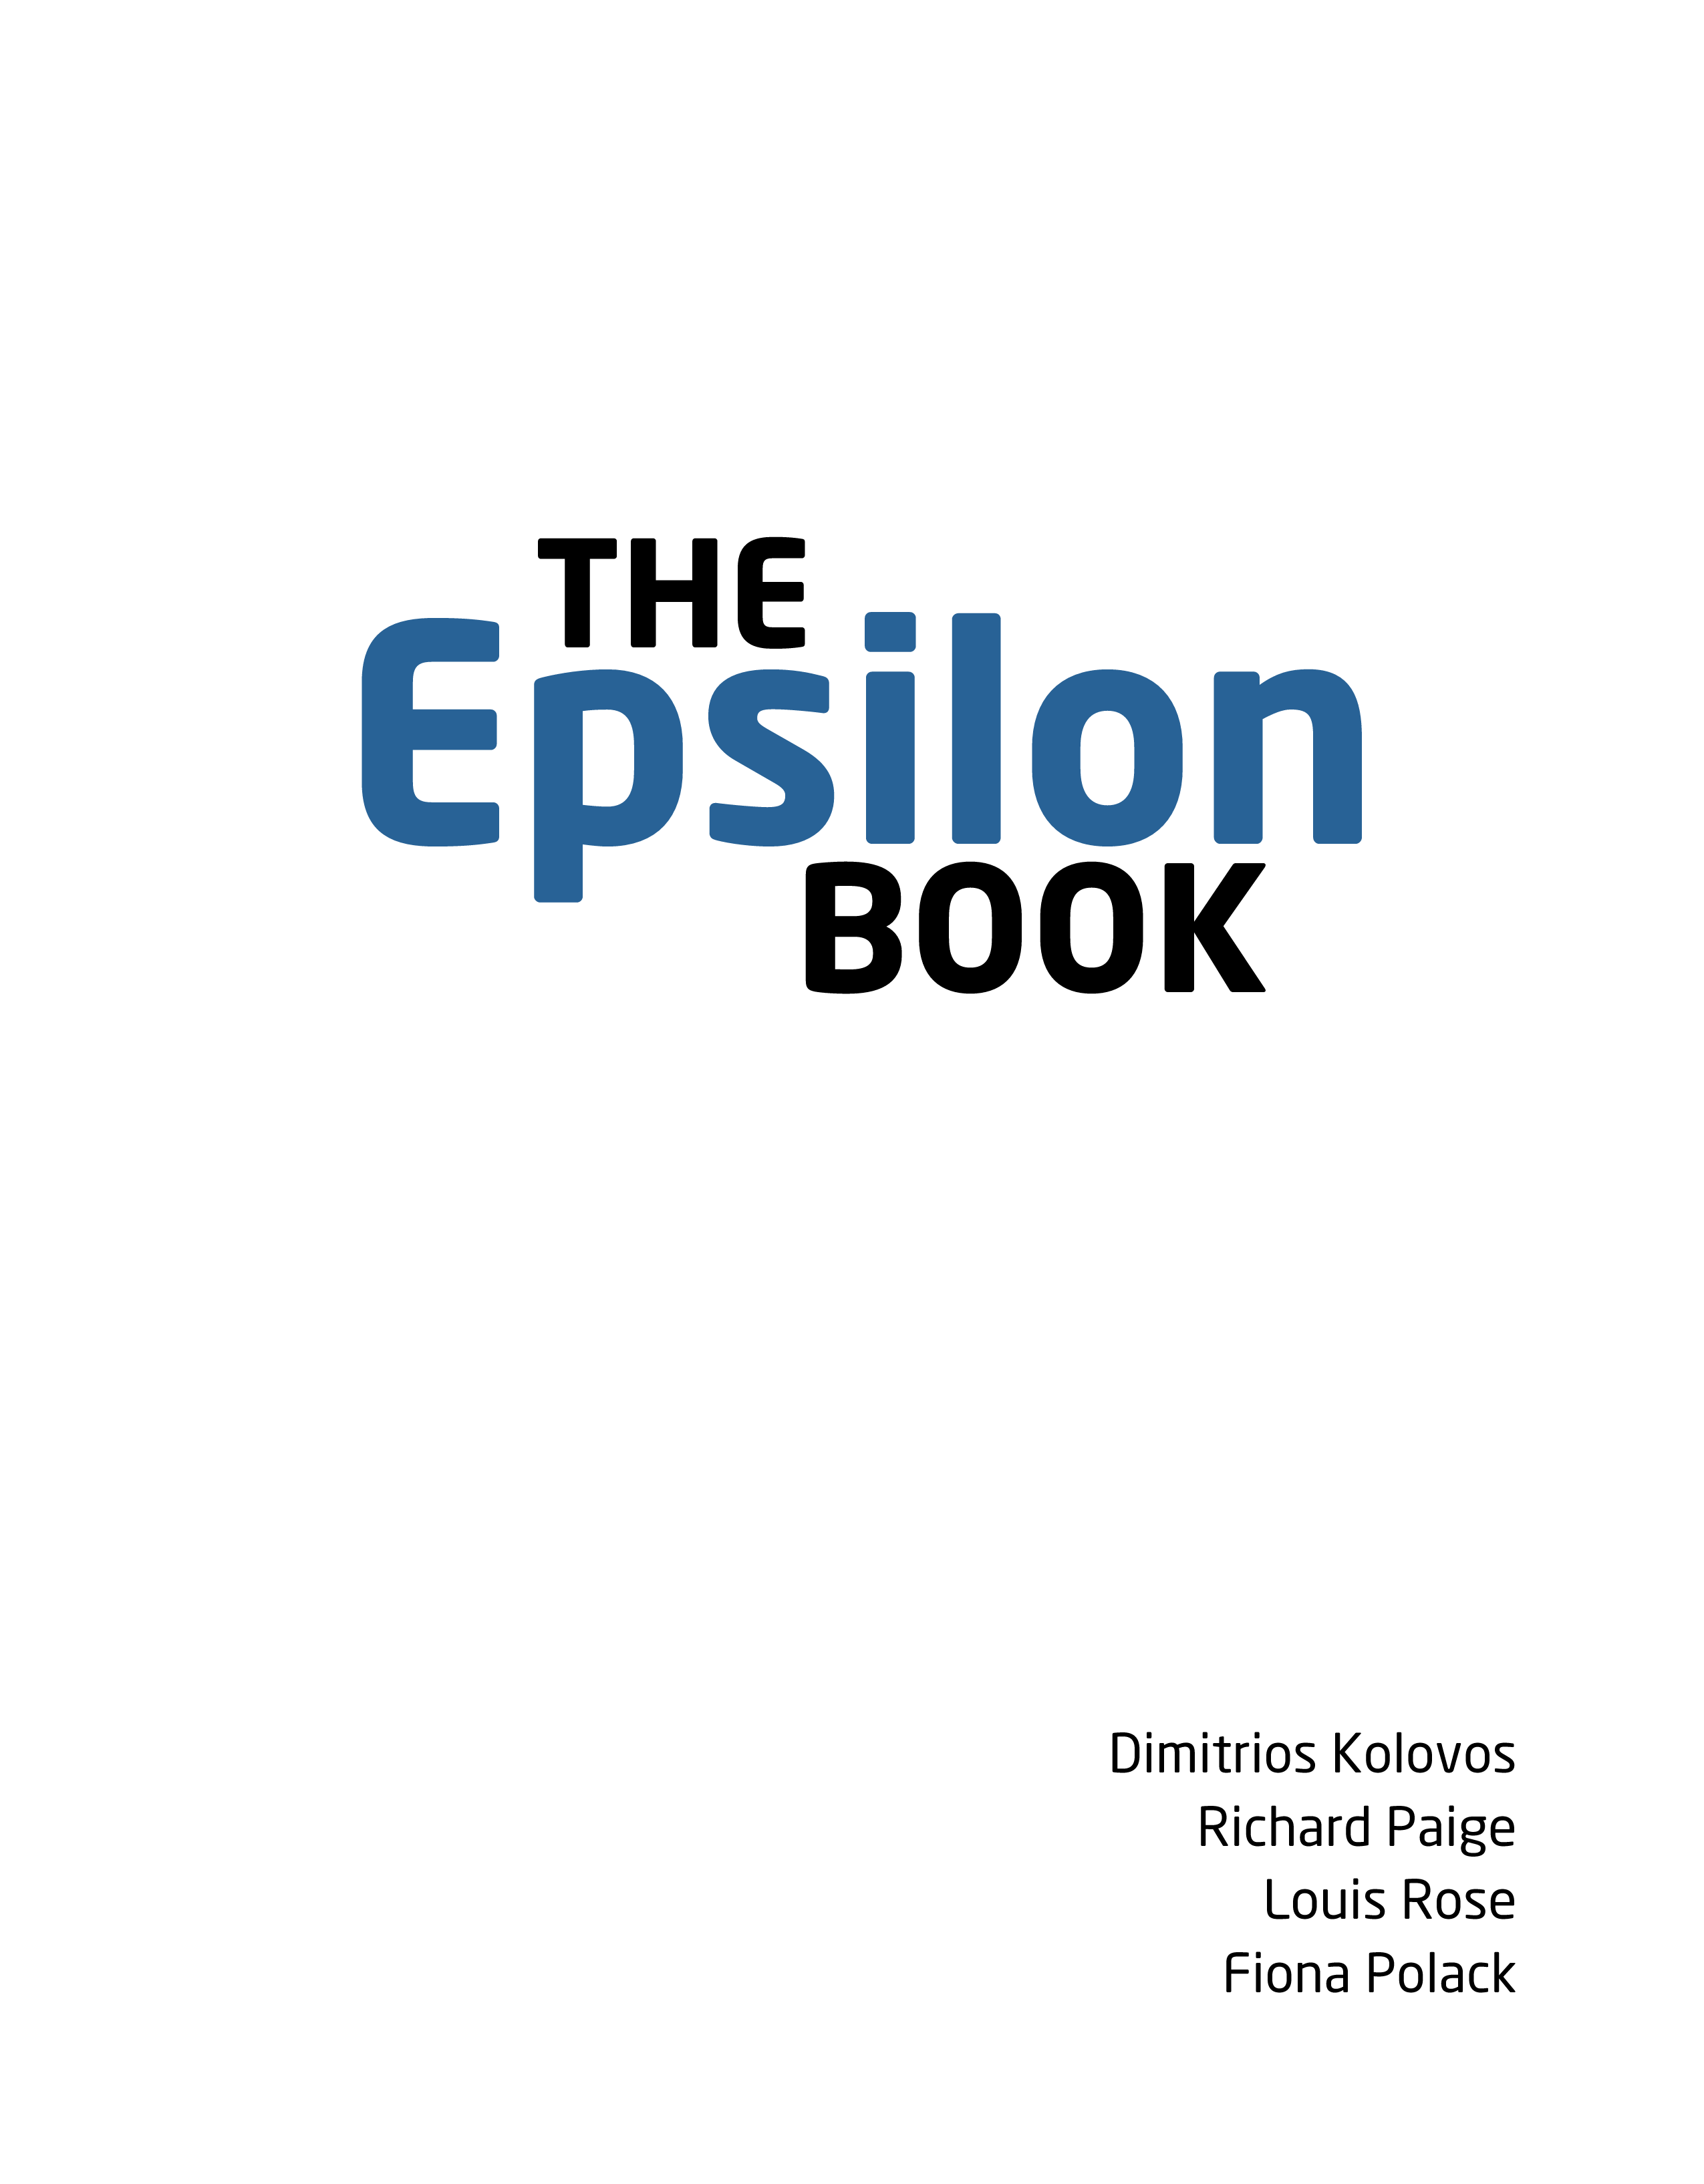 THE
Epsilon
BOOK
Dimitrios Kolovos
Richard Paige
Louis Rose
Fiona Polack